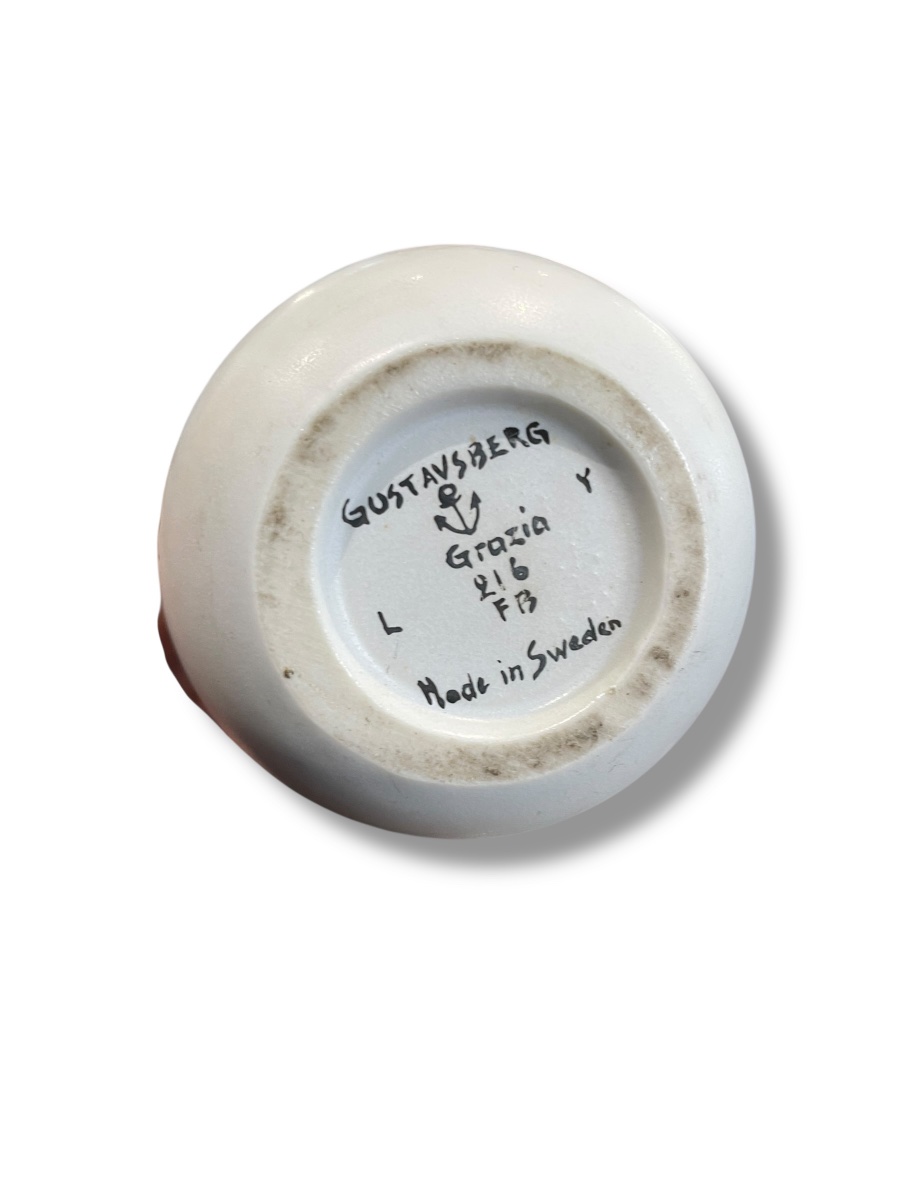 GUSTAVSBERG
Y
Grazia
216
FB
L
Made in Sweden